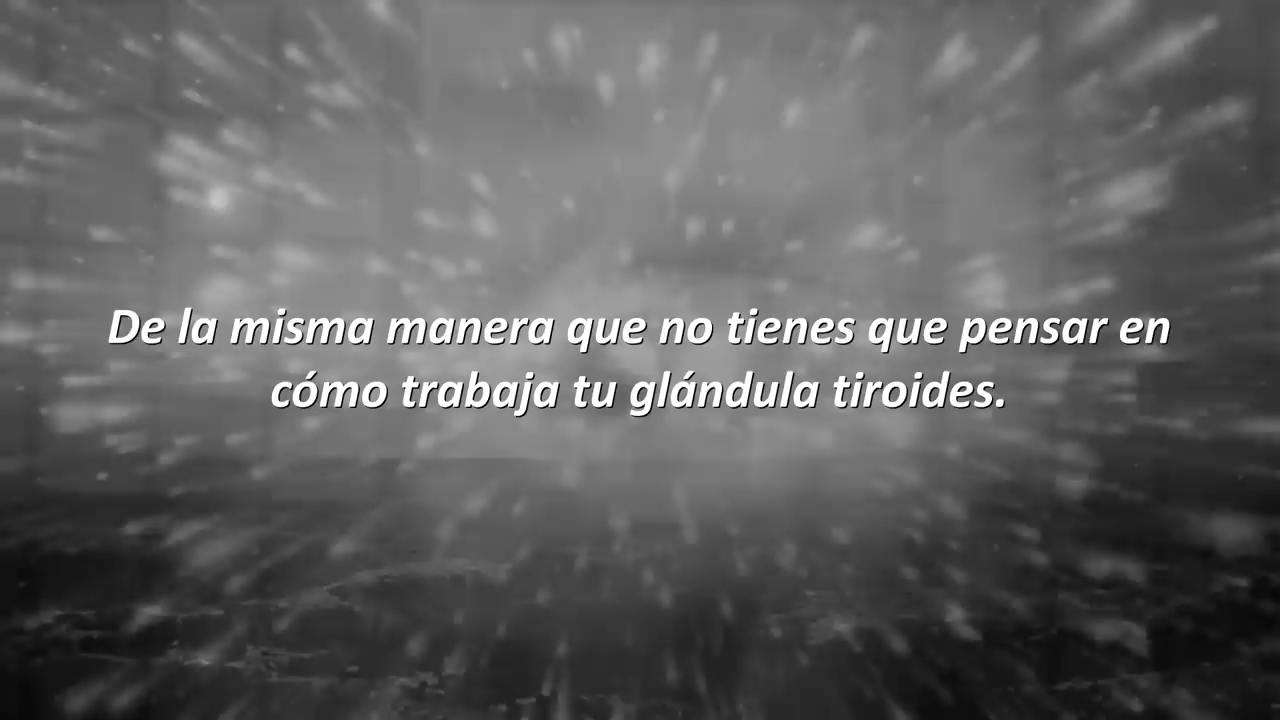 De la misma manera que no tienes que pensar en
cómo trabaja tu glándula tiroides.